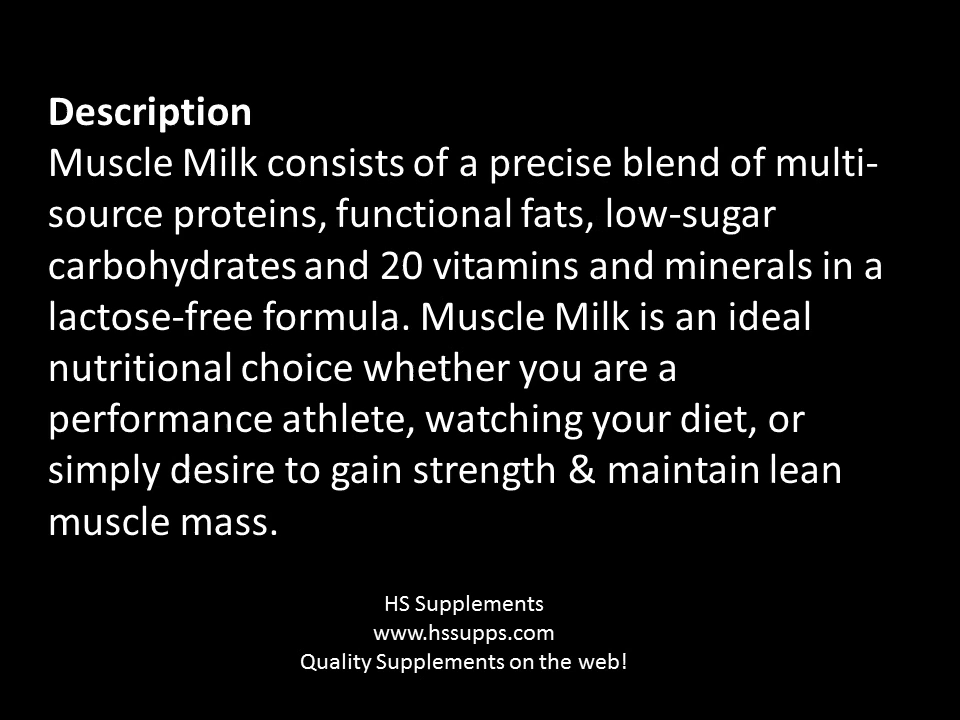 Description
Muscle Milk consists of a precise blend of multi-
source proteins, functional fats, low-sugar
carbohydrates and 20 vitamins and minerals in a
lactose-free formula. Muscle Milk is an ideal
nutritional choice whether you are a
performance athlete, watching your diet, or
simply desire to gain strength & maintain lean
muscle mass.
HS Supplements
www.hssupps.com
Quality Supplements on the web!